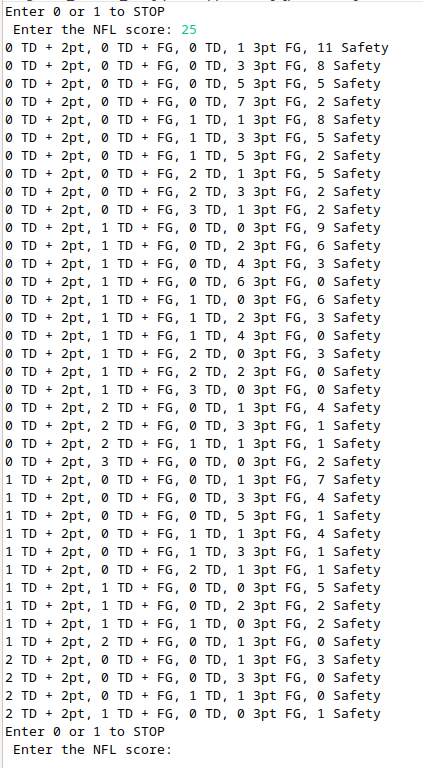 Enter 0 or 1 to STOP
Enter the NFL score: 25
0 TD + 2pt, 0 TD + FG, 0 TD, 1 3pt FG, 11 Safety
0 TD + 2pt, 0 TD + FG, 0 TD, 3 3pt FG, 8 Safety
0 TD + 2pt, 0 TD + FG, 0 TD, 5 3pt FG, 5 Safety
0 TD + 2pt, 0 TD + FG, 0 TD, 7 3pt FG, 2 Safety
0 TD + 2pt, 0 TD + FG, 1 TD, 1 3pt FG, 8 Safety
0 TD + 2pt, 0 TD + FG, 1 TD, 3 3pt FG, 5 Safety
0 TD + 2pt, 0 TD + FG, 1 TD, 5 3pt FG, 2 Safety
0 TD + 2pt, 0 TD + FG, 2 TD, 1 3pt FG, 5 Safety
0 TD + 2pt, 0 TD + FG, 2 TD, 3 3pt FG, 2 Safety
0 TD + 2pt, 0 TD + FG, 3 TD, 1 3pt FG, 2 Safety
0 TD + 2pt, 1 TD + FG, 0 TD, 0 3pt FG, 9 Safety
0 TD + 2pt, 1 TD + FG, 0 TD, 2 3pt FG, 6 Safety
0 TD + 2pt, 1 TD + FG, 0 TD, 4 3pt FG, 3 Safety
0 TD + 2pt, 1 TD + FG, 0 TD, 6 3pt FG, 0 Safety
0 TD + 2pt, 1 TD + FG, 1 TD, 0 3pt FG, 6 Safety
0 TD + 2pt, 1 TD + FG, 1 TD, 2 3pt FG, 3 Safety
0 TD + 2pt, 1 TD + FG, 1 TD, 4 3pt FG, 0 Safety
0 TD + 2pt, 1 TD + FG, 2 TD, 0 3pt FG, 3 Safety
0 TD + 2pt, 1 TD + FG, 2 TD, 2 3pt FG, 0 Safety
0 TD + 2pt, 1 TD + FG, 3 TD, 0 3pt FG, 0 Safety
0 TD + 2pt, 2 TD + FG, 0 TD, 1 3pt FG, 4 Safety
0 TD + 2pt, 2 TD + FG, 0 TD, 3 3pt FG, 1 Safety
0 TD + 2pt, 2 TD + FG, 1 TD, 1 3pt FG, 1 Safety
0 TD + 2pt, 3 TD + FG, 0 TD, 0 3pt FG, 2 Safety
1 TD + 2pt, 0 TD + FG, 0 TD, 1 3pt FG, 7 Safety
1 TD + 2pt, 0 TD + FG, 0 TD, 3 3pt FG, 4 Safety
1 TD + 2pt, 0 TD + FG, 0 TD, 5 3pt FG, 1 Safety
1 TD + 2pt, 0 TD + FG, 1 TD, 1 3pt FG, 4 Safety
1 TD + 2pt, 0 TD + FG, 1 TD, 3 3pt FG, 1 Safety
1 TD + 2pt, 0 TD + FG, 2 TD, 1 3pt FG, 1 Safety
1 TD + 2pt, 1 TD + FG, 0 TD, 0 3pt FG, 5 Safety
1 TD + 2pt, 1 TD + FG, 0 TD, 2 3pt FG, 2 Safety
1 TD + 2pt, 1 TD + FG, 1 TD, 0 3pt FG, 2 Safety
1 TD + 2pt, 2 TD + FG, 0 TD, 1 3pt FG, 0 Safety
2 TD + 2pt, 0 TD + FG, 0 TD, 1 3pt FG, 3 Safety
2 TD + 2pt, 0 TD + FG, 0 TD, 3 3pt FG, 0 Safety
2 TD + 2pt, 0 TD + FG, 1 TD, 1 3pt FG, 0 Safety
2 TD + 2pt, 1 TD + FG, 0 TD, 0 3pt FG, 1 Safety
Enter 0 or 1 to STOP
Enter the NFL score: